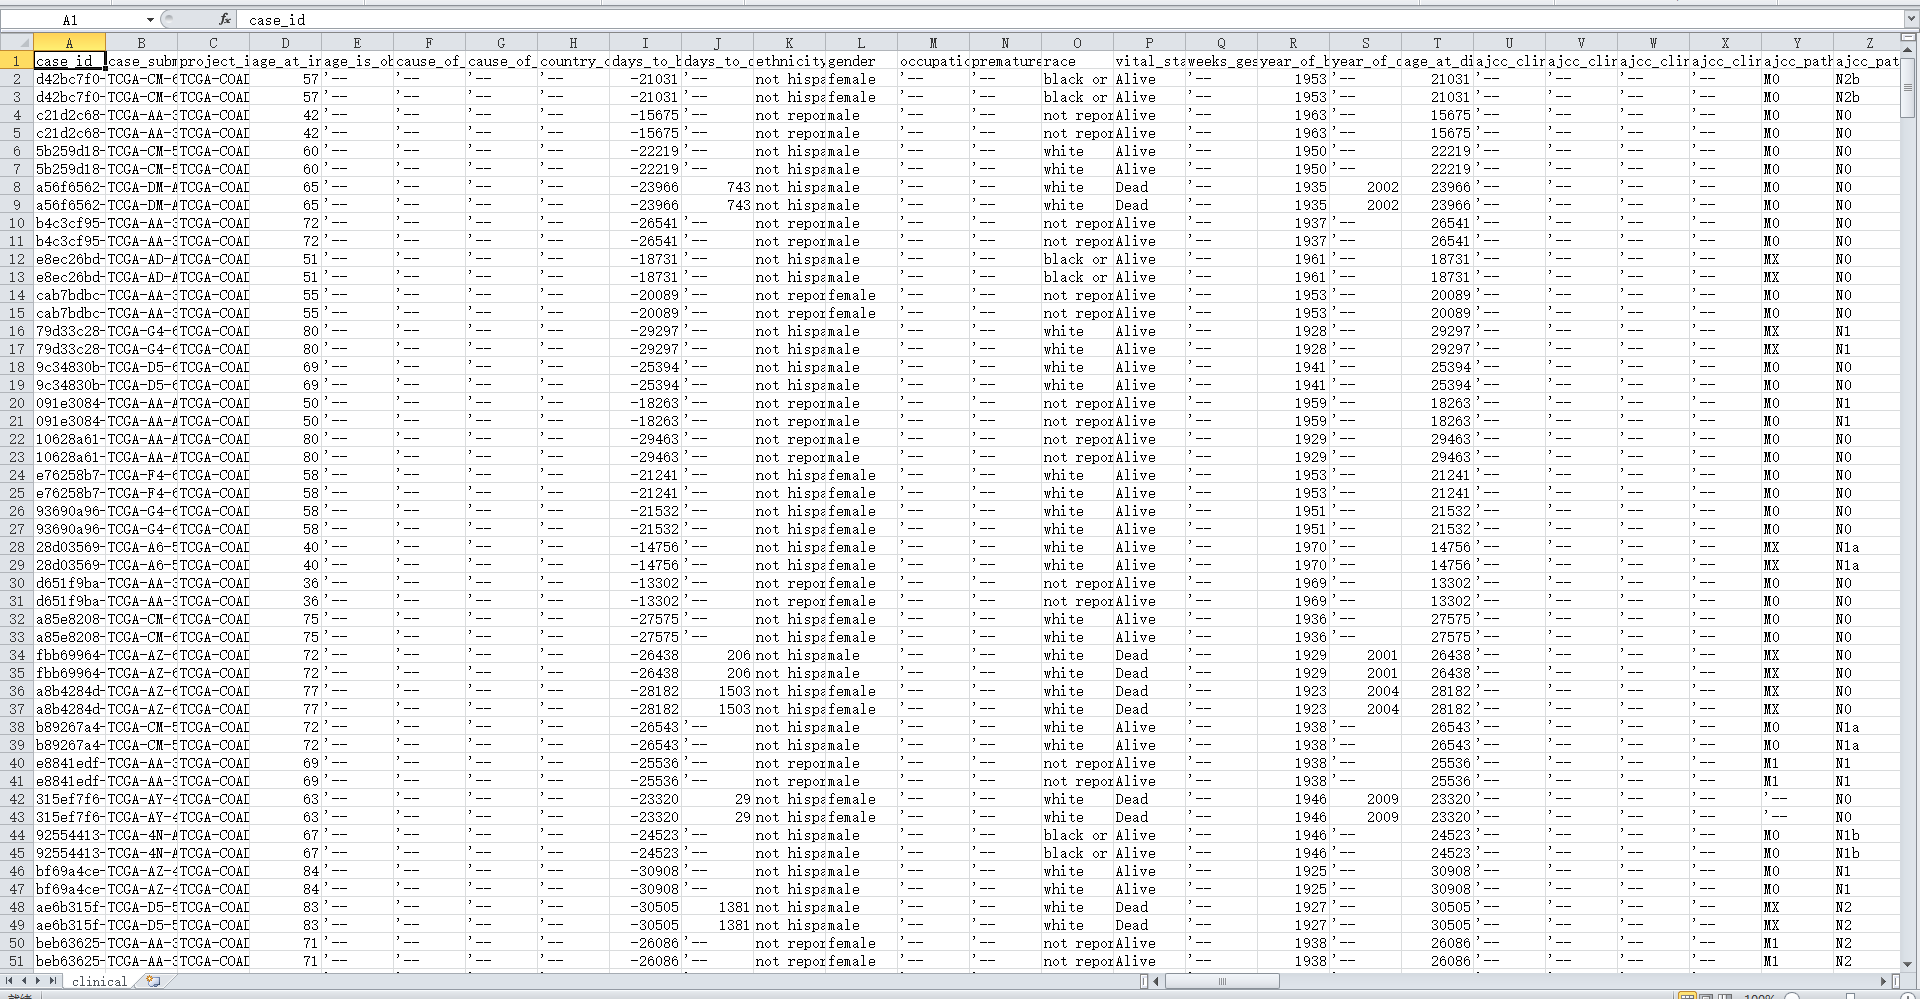 A1 fx case_id
A B C D E F G H I J K L M N O P Q R S T U V W X Y Z
1 case_id case_subm project_i age_at_in age_is_ob cause_of_ cause_of_ country_o days_to_b days_to_d ethnicity gender occupatio premature race vital_sta weeks_ges year_of_b year_of_d age_at_di ajcc_clin ajcc_clin ajcc_clin ajcc_clin ajcc_path ajcc_pat
2 d42bc7f0- TCGA-CM-6 TCGA-COAD 57 '-- '-- '-- '-- -21031 '-- not hispa female '-- '-- black or Alive '-- 1953 '-- 21031 '-- '-- '-- '-- M0 N2b
3 d42bc7f0- TCGA-CM-6 TCGA-COAD 57 '-- '-- '-- '-- -21031 '-- not hispa female '-- '-- black or Alive '-- 1953 '-- 21031 '-- '-- '-- '-- M0 N2b
4 c21d2c68- TCGA-AA-3 TCGA-COAD 42 '-- '-- '-- '-- -15675 '-- not repor male '-- '-- not repor Alive '-- 1963 '-- 15675 '-- '-- '-- '-- M0 N0
5 c21d2c68- TCGA-AA-3 TCGA-COAD 42 '-- '-- '-- '-- -15675 '-- not repor male '-- '-- not repor Alive '-- 1963 '-- 15675 '-- '-- '-- '-- M0 N0
6 5b259d18- TCGA-CM-5 TCGA-COAD 60 '-- '-- '-- '-- -22219 '-- not hispa male '-- '-- white Alive '-- 1950 '-- 22219 '-- '-- '-- '-- M0 N0
7 5b259d18- TCGA-CM-5 TCGA-COAD 60 '-- '-- '-- '-- -22219 '-- not hispa male '-- '-- white Alive '-- 1950 '-- 22219 '-- '-- '-- '-- M0 N0
8 a56f6562- TCGA-DM-A TCGA-COAD 65 '-- '-- '-- '-- -23966 743 not hispa male '-- '-- white Dead '-- 1935 2002 23966 '-- '-- '-- '-- M0 N0
9 a56f6562- TCGA-DM-A TCGA-COAD 65 '-- '-- '-- '-- -23966 743 not hispa male '-- '-- white Dead '-- 1935 2002 23966 '-- '-- '-- '-- M0 N0
10 b4c3cf95- TCGA-AA-3 TCGA-COAD 72 '-- '-- '-- '-- -26541 '-- not repor male '-- '-- not repor Alive '-- 1937 '-- 26541 '-- '-- '-- '-- M0 N0
11 b4c3cf95- TCGA-AA-3 TCGA-COAD 72 '-- '-- '-- '-- -26541 '-- not repor male '-- '-- not repor Alive '-- 1937 '-- 26541 '-- '-- '-- '-- M0 N0
12 e8ec26bd- TCGA-AD-A TCGA-COAD 51 '-- '-- '-- '-- -18731 '-- not hispa male '-- '-- black or Alive '-- 1961 '-- 18731 '-- '-- '-- '-- MX N0
13 e8ec26bd- TCGA-AD-A TCGA-COAD 51 '-- '-- '-- '-- -18731 '-- not hispa male '-- '-- black or Alive '-- 1961 '-- 18731 '-- '-- '-- '-- MX N0
14 cab7bdbc- TCGA-AA-3 TCGA-COAD 55 '-- '-- '-- '-- -20089 '-- not repor female '-- '-- not repor Alive '-- 1953 '-- 20089 '-- '-- '-- '-- M0 N0
15 cab7bdbc- TCGA-AA-3 TCGA-COAD 55 '-- '-- '-- '-- -20089 '-- not repor female '-- '-- not repor Alive '-- 1953 '-- 20089 '-- '-- '-- '-- M0 N0
16 79d33c28- TCGA-G4-6 TCGA-COAD 80 '-- '-- '-- '-- -29297 '-- not hispa male '-- '-- white Alive '-- 1928 '-- 29297 '-- '-- '-- '-- MX N1
17 79d33c28- TCGA-G4-6 TCGA-COAD 80 '-- '-- '-- '-- -29297 '-- not hispa male '-- '-- white Alive '-- 1928 '-- 29297 '-- '-- '-- '-- MX N1
18 9c34830b- TCGA-D5-6 TCGA-COAD 69 '-- '-- '-- '-- -25394 '-- not hispa male '-- '-- white Alive '-- 1941 '-- 25394 '-- '-- '-- '-- M0 N0
19 9c34830b- TCGA-D5-6 TCGA-COAD 69 '-- '-- '-- '-- -25394 '-- not hispa male '-- '-- white Alive '-- 1941 '-- 25394 '-- '-- '-- '-- M0 N0
20 091e3084- TCGA-AA-A TCGA-COAD 50 '-- '-- '-- '-- -18263 '-- not repor male '-- '-- not repor Alive '-- 1959 '-- 18263 '-- '-- '-- '-- M0 N1
21 091e3084- TCGA-AA-A TCGA-COAD 50 '-- '-- '-- '-- -18263 '-- not repor male '-- '-- not repor Alive '-- 1959 '-- 18263 '-- '-- '-- '-- M0 N1
22 10628a61- TCGA-AA-A TCGA-COAD 80 '-- '-- '-- '-- -29463 '-- not repor male '-- '-- not repor Alive '-- 1929 '-- 29463 '-- '-- '-- '-- M0 N0
23 10628a61- TCGA-AA-A TCGA-COAD 80 '-- '-- '-- '-- -29463 '-- not repor male '-- '-- not repor Alive '-- 1929 '-- 29463 '-- '-- '-- '-- M0 N0
24 e76258b7- TCGA-F4-6 TCGA-COAD 58 '-- '-- '-- '-- -21241 '-- not hispa female '-- '-- white Alive '-- 1953 '-- 21241 '-- '-- '-- '-- M0 N0
25 e76258b7- TCGA-F4-6 TCGA-COAD 58 '-- '-- '-- '-- -21241 '-- not hispa female '-- '-- white Alive '-- 1953 '-- 21241 '-- '-- '-- '-- M0 N0
26 93690a96- TCGA-G4-6 TCGA-COAD 58 '-- '-- '-- '-- -21532 '-- not hispa male '-- '-- white Alive '-- 1951 '-- 21532 '-- '-- '-- '-- M0 N0
27 93690a96- TCGA-G4-6 TCGA-COAD 58 '-- '-- '-- '-- -21532 '-- not hispa male '-- '-- white Alive '-- 1951 '-- 21532 '-- '-- '-- '-- M0 N0
28 28d03569- TCGA-A6-5 TCGA-COAD 40 '-- '-- '-- '-- -14756 '-- not hispa female '-- '-- white Alive '-- 1970 '-- 14756 '-- '-- '-- '-- MX N1a
29 28d03569- TCGA-A6-5 TCGA-COAD 40 '-- '-- '-- '-- -14756 '-- not hispa female '-- '-- white Alive '-- 1970 '-- 14756 '-- '-- '-- '-- MX N1a
30 d651f9ba- TCGA-AA-3 TCGA-COAD 36 '-- '-- '-- '-- -13302 '-- not repor female '-- '-- not repor Alive '-- 1969 '-- 13302 '-- '-- '-- '-- M0 N0
31 d651f9ba- TCGA-AA-3 TCGA-COAD 36 '-- '-- '-- '-- -13302 '-- not repor female '-- '-- not repor Alive '-- 1969 '-- 13302 '-- '-- '-- '-- M0 N0
32 a85e8208- TCGA-CM-6 TCGA-COAD 75 '-- '-- '-- '-- -27575 '-- not hispa female '-- '-- white Alive '-- 1936 '-- 27575 '-- '-- '-- '-- M0 N0
33 a85e8208- TCGA-CM-6 TCGA-COAD 75 '-- '-- '-- '-- -27575 '-- not hispa female '-- '-- white Alive '-- 1936 '-- 27575 '-- '-- '-- '-- M0 N0
34 fbb69964- TCGA-AZ-6 TCGA-COAD 72 '-- '-- '-- '-- -26438 206 not hispa male '-- '-- white Dead '-- 1929 2001 26438 '-- '-- '-- '-- MX N0
35 fbb69964- TCGA-AZ-6 TCGA-COAD 72 '-- '-- '-- '-- -26438 206 not hispa male '-- '-- white Dead '-- 1929 2001 26438 '-- '-- '-- '-- MX N0
36 a8b4284d- TCGA-AZ-6 TCGA-COAD 77 '-- '-- '-- '-- -28182 1503 not hispa female '-- '-- white Dead '-- 1923 2004 28182 '-- '-- '-- '-- MX N0
37 a8b4284d- TCGA-AZ-6 TCGA-COAD 77 '-- '-- '-- '-- -28182 1503 not hispa female '-- '-- white Dead '-- 1923 2004 28182 '-- '-- '-- '-- MX N0
38 b89267a4- TCGA-CM-5 TCGA-COAD 72 '-- '-- '-- '-- -26543 '-- not hispa male '-- '-- white Alive '-- 1938 '-- 26543 '-- '-- '-- '-- M0 N1a
39 b89267a4- TCGA-CM-5 TCGA-COAD 72 '-- '-- '-- '-- -26543 '-- not hispa male '-- '-- white Alive '-- 1938 '-- 26543 '-- '-- '-- '-- M0 N1a
40 e8841edf- TCGA-AA-3 TCGA-COAD 69 '-- '-- '-- '-- -25536 '-- not repor male '-- '-- not repor Alive '-- 1938 '-- 25536 '-- '-- '-- '-- M1 N1
41 e8841edf- TCGA-AA-3 TCGA-COAD 69 '-- '-- '-- '-- -25536 '-- not repor male '-- '-- not repor Alive '-- 1938 '-- 25536 '-- '-- '-- '-- M1 N1
42 315ef7f6- TCGA-AY-4 TCGA-COAD 63 '-- '-- '-- '-- -23320 29 not hispa female '-- '-- white Dead '-- 1946 2009 23320 '-- '-- '-- '-- '-- N0
43 315ef7f6- TCGA-AY-4 TCGA-COAD 63 '-- '-- '-- '-- -23320 29 not hispa female '-- '-- white Dead '-- 1946 2009 23320 '-- '-- '-- '-- '-- N0
44 92554413- TCGA-4N-A TCGA-COAD 67 '-- '-- '-- '-- -24523 '-- not hispa male '-- '-- black or Alive '-- 1946 '-- 24523 '-- '-- '-- '-- M0 N1b
45 92554413- TCGA-4N-A TCGA-COAD 67 '-- '-- '-- '-- -24523 '-- not hispa male '-- '-- black or Alive '-- 1946 '-- 24523 '-- '-- '-- '-- M0 N1b
46 bf69a4ce- TCGA-AZ-4 TCGA-COAD 84 '-- '-- '-- '-- -30908 '-- not hispa male '-- '-- white Alive '-- 1925 '-- 30908 '-- '-- '-- '-- M0 N1
47 bf69a4ce- TCGA-AZ-4 TCGA-COAD 84 '-- '-- '-- '-- -30908 '-- not hispa male '-- '-- white Alive '-- 1925 '-- 30908 '-- '-- '-- '-- M0 N1
48 ae6b315f- TCGA-D5-5 TCGA-COAD 83 '-- '-- '-- '-- -30505 1381 not hispa male '-- '-- white Dead '-- 1927 '-- 30505 '-- '-- '-- '-- MX N2
49 ae6b315f- TCGA-D5-5 TCGA-COAD 83 '-- '-- '-- '-- -30505 1381 not hispa male '-- '-- white Dead '-- 1927 '-- 30505 '-- '-- '-- '-- MX N2
50 beb63625- TCGA-AA-3 TCGA-COAD 71 '-- '-- '-- '-- -26086 '-- not repor female '-- '-- not repor Alive '-- 1938 '-- 26086 '-- '-- '-- '-- M1 N2
51 beb63625- TCGA-AA-3 TCGA-COAD 71 '-- '-- '-- '-- -26086 '-- not repor female '-- '-- not repor Alive '-- 1938 '-- 26086 '-- '-- '-- '-- M1 N2
clinical
100%